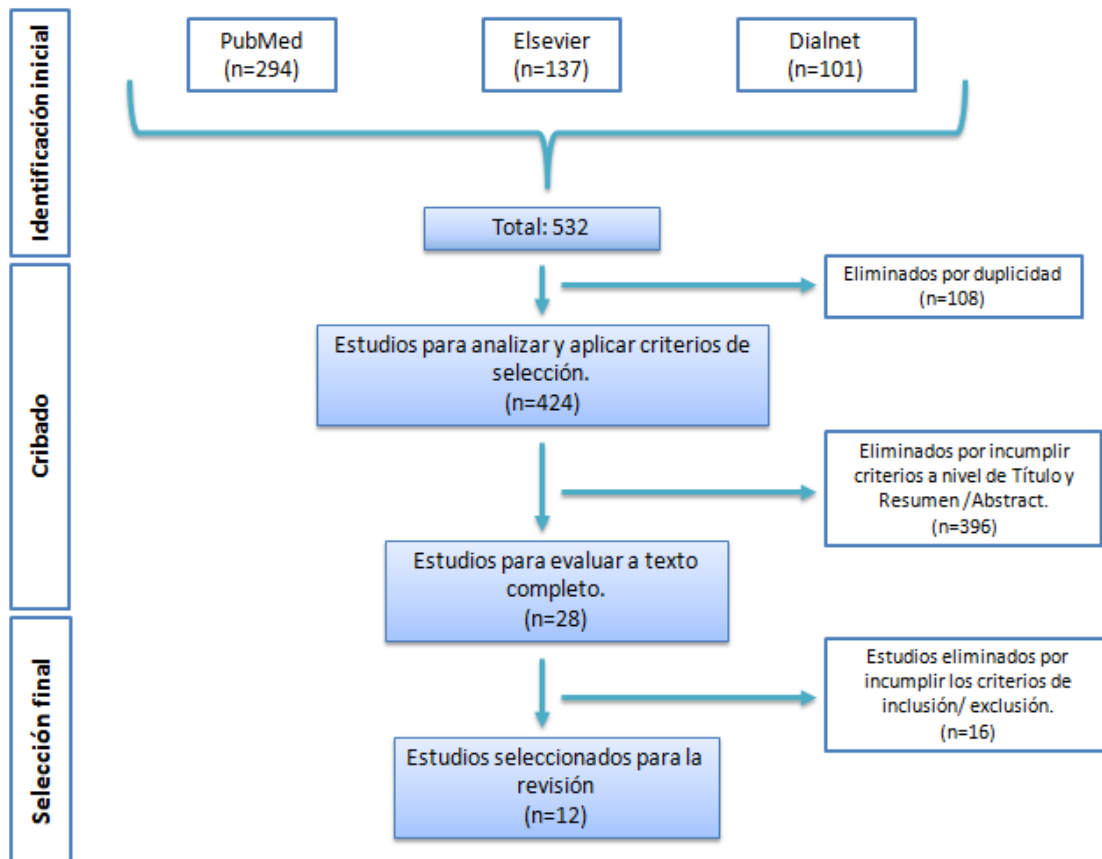 Identificación inicial
PubMed
(n=294)
Elsevier
(n=137)
Dialnet
(n=101)
Total: 532
Cribado
Eliminados por duplicidad
(n=108)
Estudios para analizar y aplicar criterios de
selección.
(n=424)
Eliminados por incumplir
criterios a nivel de Título y
Resumen /Abstract.
(n=396)
Estudios para evaluar a texto
completo.
(n=28)
Selección final
Estudios eliminados por
incumplir los criterios de
inclusión/ exclusión.
(n=16)
Estudios seleccionados para la
revisión
(n=12)